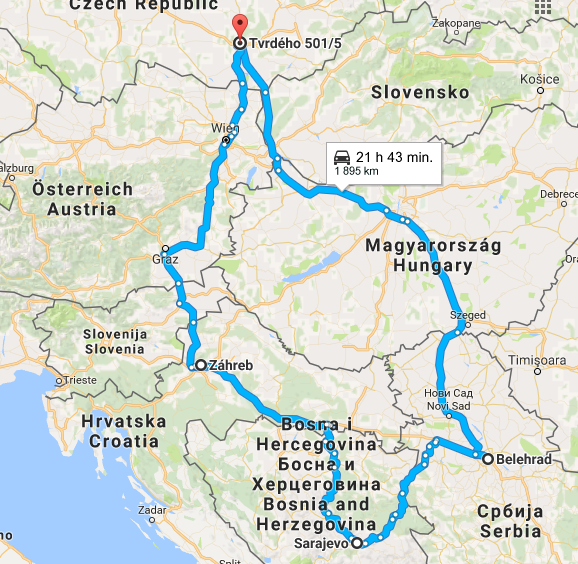 Czech Republic
Zakopane
Tvrdého 501/5
Košice
Slovensko
Wien
21 h 43 min.
1 895 km
alzburg
Österreich
Austria
Debrece
Magyarország
Hungary
Graz
Szeged
Slovenija
Slovenia
Timișoara
Záhreb
Trieste
Нови Сад
Novi Sad
Hrvatska
Croatia
Bosna i
Hercegovina
Босна и
Херцеговина
Bosnia and
Herzegovina
Belehrad
Србија
Serbia
Zadar
Sarajevo
Split
no